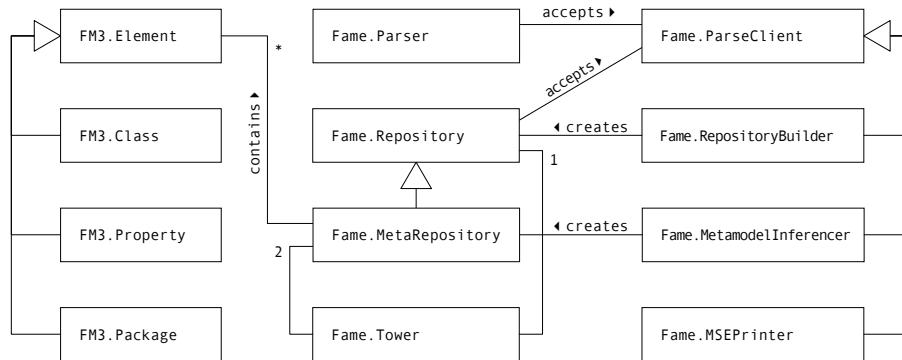 accepts ▸
FM3.Element
Fame.Parser
Fame.ParseClient
*
accepts ▸
contains ▸
FM3.Class
Fame.Repository
◂ creates
Fame.RepositoryBuilder
1
FM3.Property
Fame.MetaRepository
◂ creates
Fame.MetamodelInferencer
2
FM3.Package
Fame.Tower
Fame.MSEPrinter